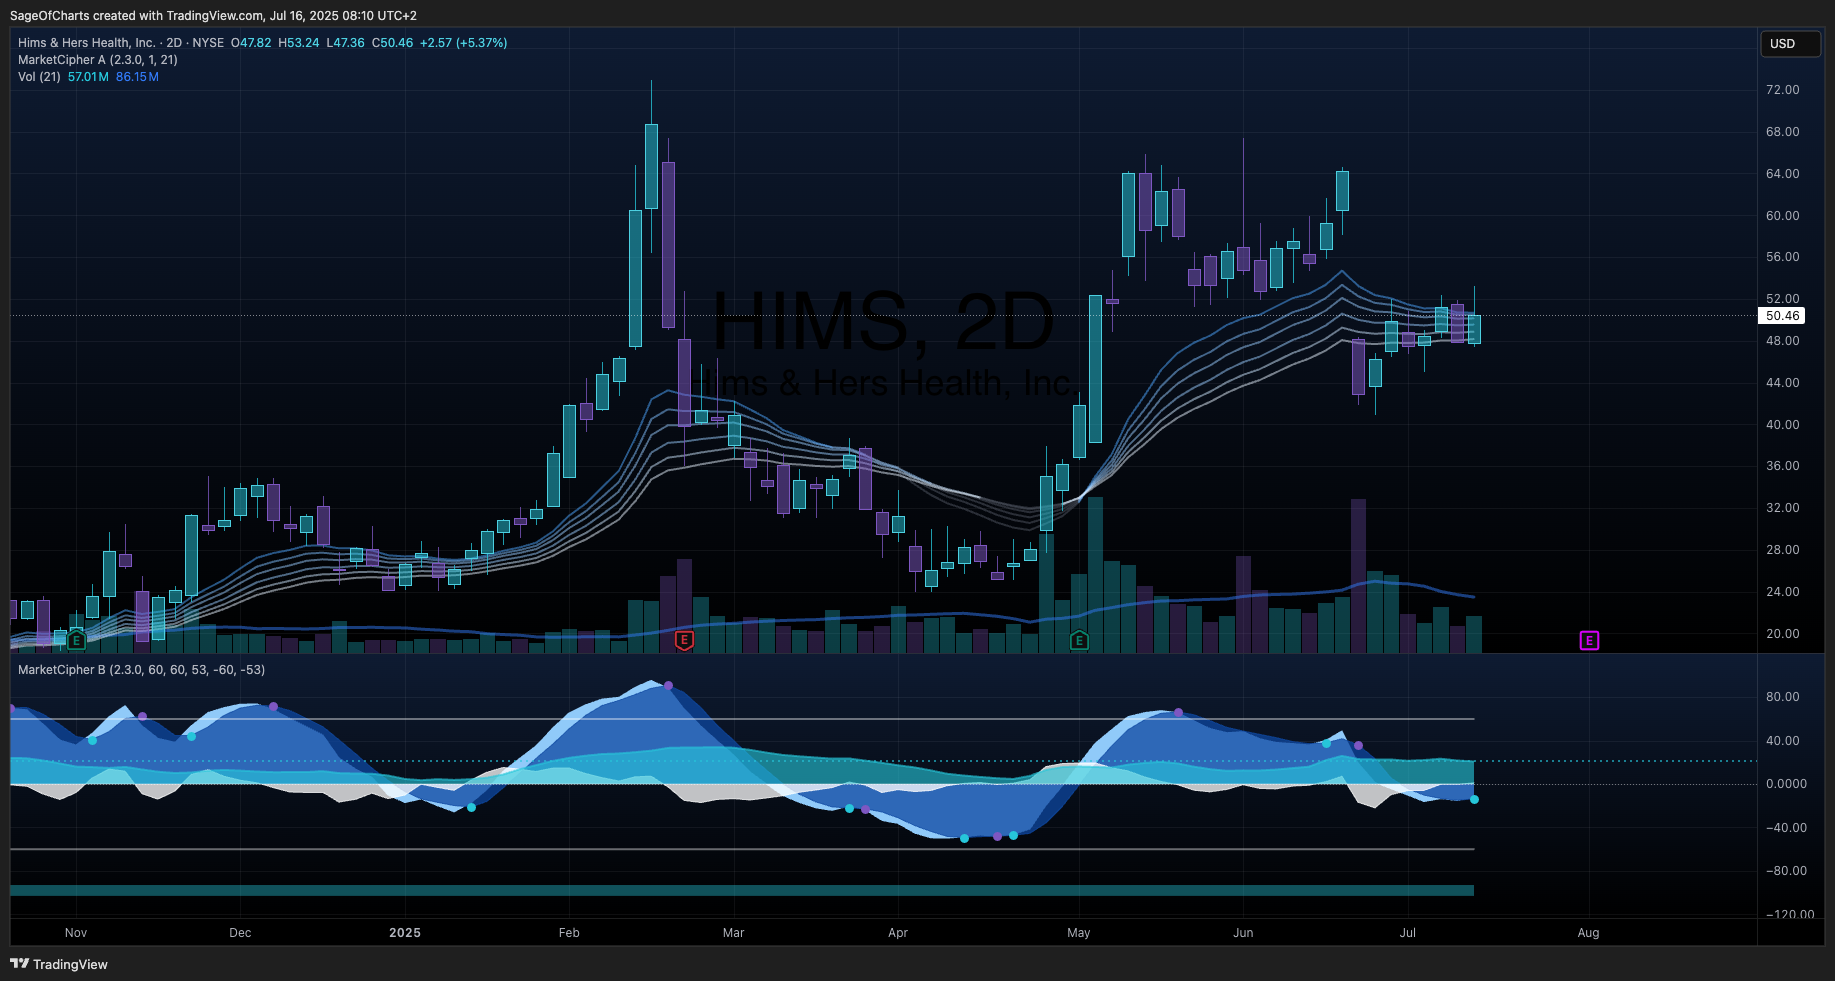 SageOfCharts created with TradingView.com, Jul 16, 2025 08:10 UTC+2
Hims & Hers Health, Inc. · 2D · NYSE O47.82 H53.24 L47.36 C50.46 +2.57 (+5.37%)
MarketCipher A (2.3.0, 1, 21)
Vol (21) 57.01M 86.15M
USD
72.00
68.00
64.00
60.00
56.00
52.00
50.46
48.00
44.00
40.00
36.00
32.00
28.00
24.00
20.00
HIMS, 2D
Hims & Hers Health, Inc.
E E E E
MarketCipher B (2.3.0, 60, 60, 53, -60, -53)
80.00
40.00
0.0000
−40.00
−80.00
−120.00
Nov Dec 2025 Feb Mar Apr May Jun Jul Aug
TradingView